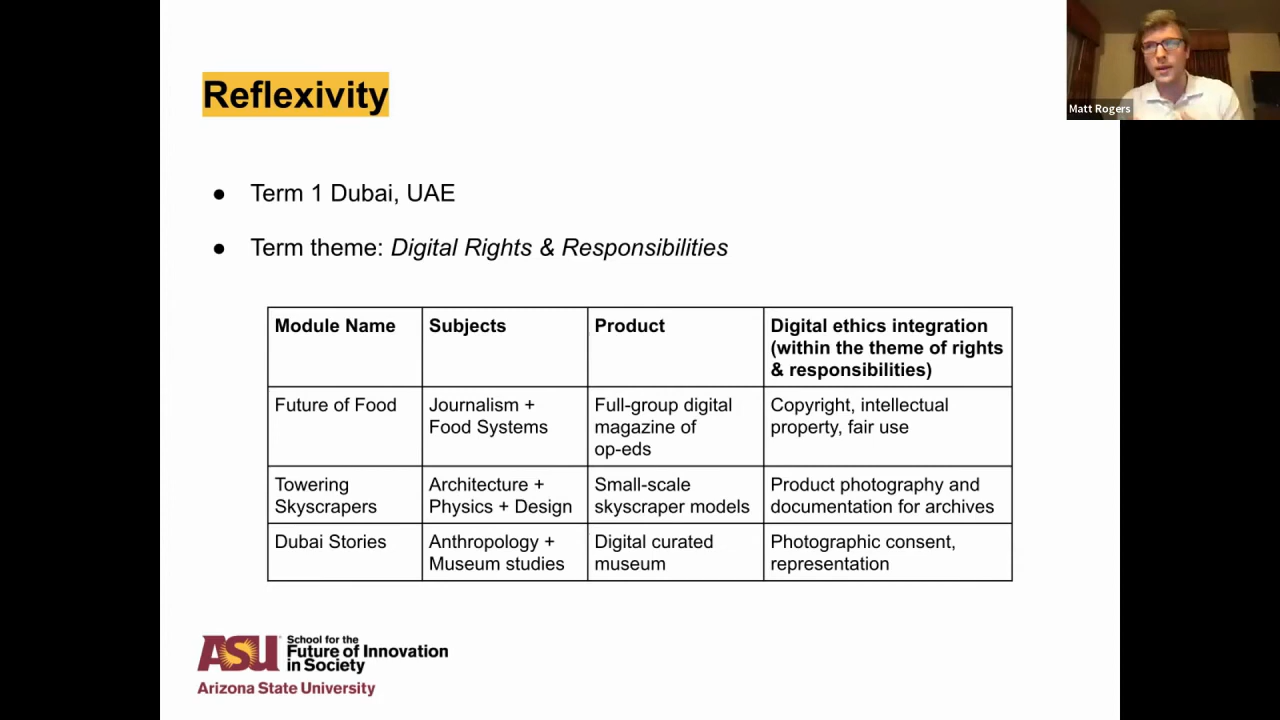 Reflexivity
Matt Rogers
● Term 1 Dubai, UAE
● Term theme: Digital Rights & Responsibilities
Module Name
Subjects
Product
Digital ethics integration
(within the theme of rights
& responsibilities)
Future of Food
Journalism +
Food Systems
Full-group digital
magazine of
op-eds
Copyright, intellectual
property, fair use
Towering
Skyscrapers
Architecture +
Physics + Design
Small-scale
skyscraper models
Product photography and
documentation for archives
Dubai Stories
Anthropology +
Museum studies
Digital curated
museum
Photographic consent,
representation
ASU
School for the
Future of Innovation
in Society
Arizona State University